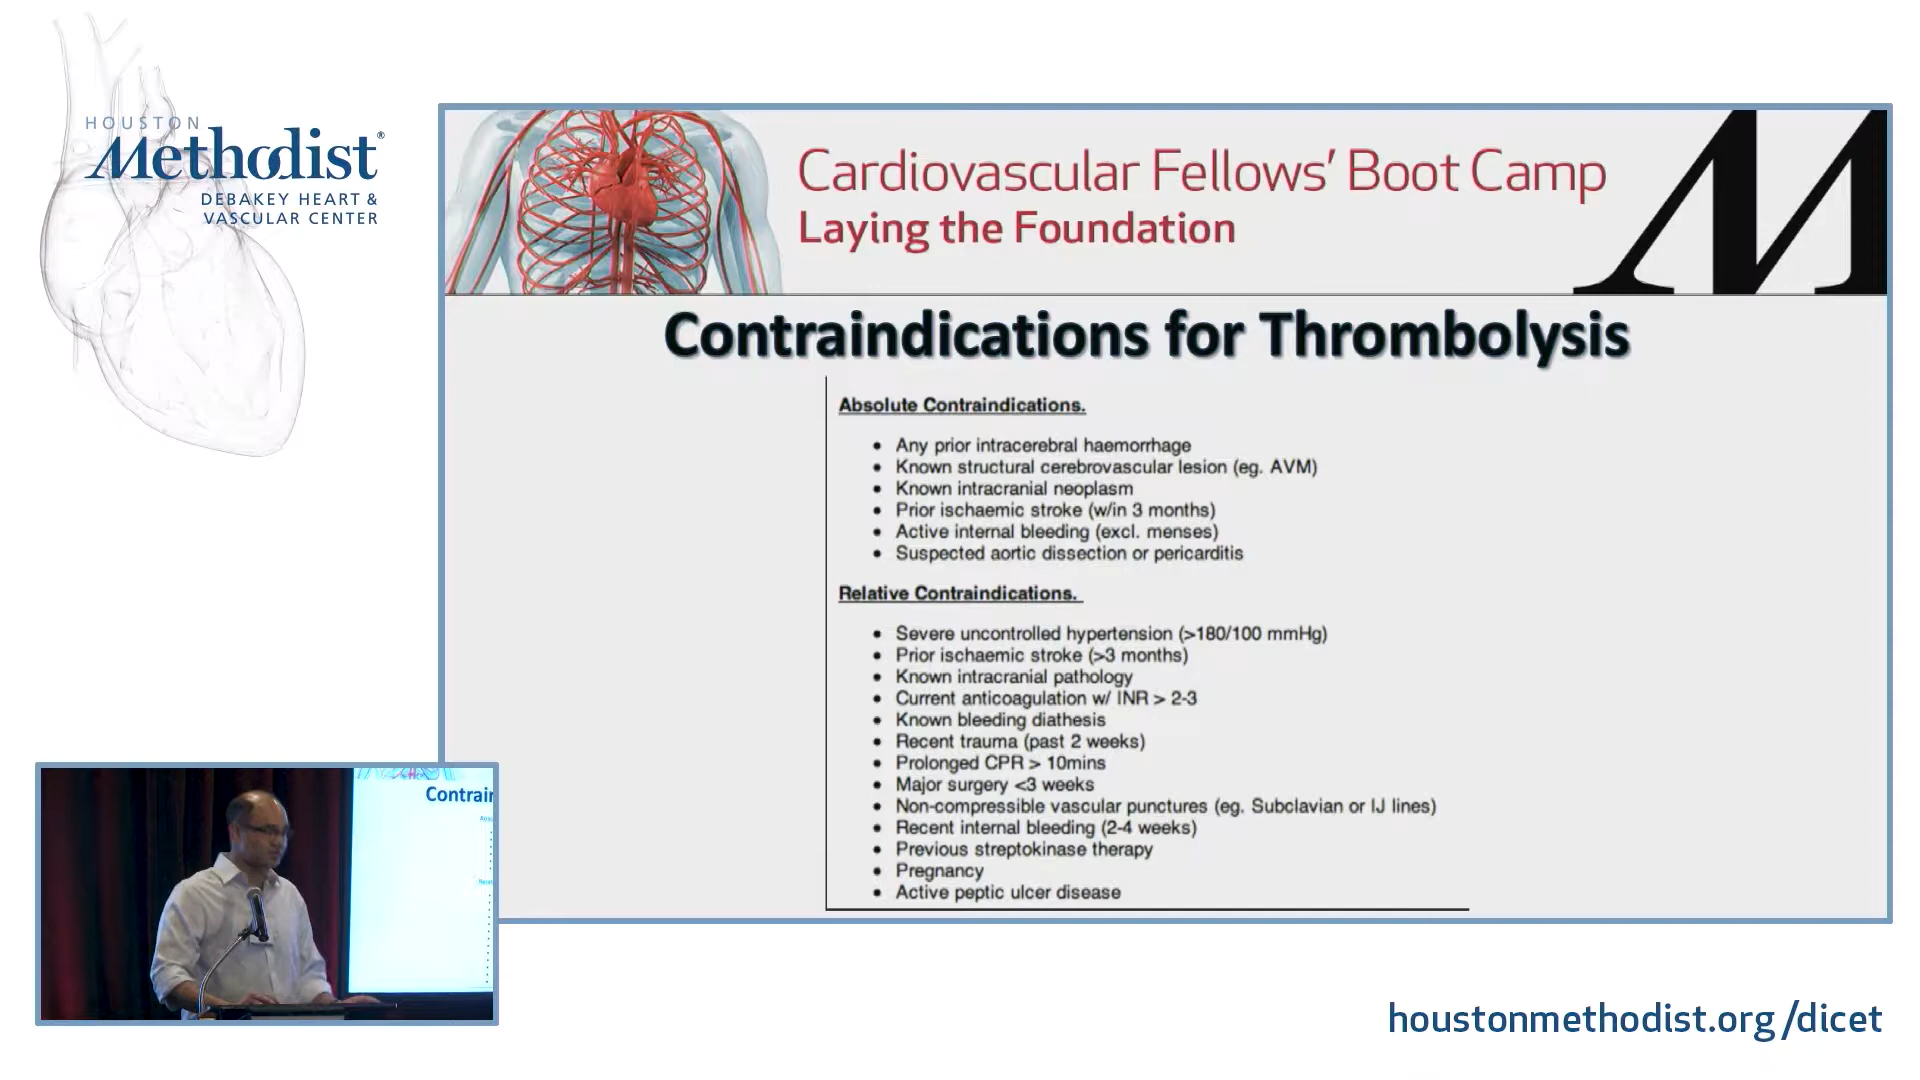 HOUSTON
Methodist®
DEBAKEY HEART &
VASCULAR CENTER
Cardiovascular Fellows' Boot Camp
Laying the Foundation
M
Contraindications for Thrombolysis
Absolute Contraindications.
• Any prior intracerebral haemorrhage
• Known structural cerebrovascular lesion (eg. AVM)
• Known intracranial neoplasm
• Prior ischaemic stroke (w/in 3 months)
• Active internal bleeding (excl. menses)
• Suspected aortic dissection or pericarditis
Relative Contraindications.
• Severe uncontrolled hypertension (>180/100 mmHg)
• Prior ischaemic stroke (>3 months)
• Known intracranial pathology
• Current anticoagulation w/ INR > 2-3
• Known bleeding diathesis
• Recent trauma (past 2 weeks)
• Prolonged CPR > 10mins
• Major surgery <3 weeks
• Non-compressible vascular punctures (eg. Subclavian or IJ lines)
• Recent internal bleeding (2-4 weeks)
• Previous streptokinase therapy
• Pregnancy
• Active peptic ulcer disease
Contrain
houstonmethodist.org/dicet